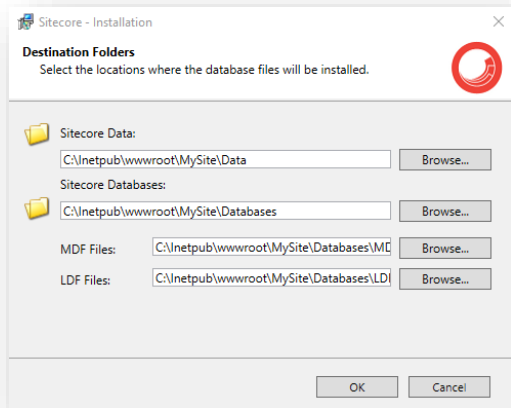 Sitecore - Installation
Destination Folders
Select the locations where the database files will be installed.
Sitecore Data:
C:\Inetpub\wwwroot\MySite\Data
Browse...
Sitecore Databases:
C:\Inetpub\wwwroot\MySite\Databases
Browse...
MDF Files:
C:\Inetpub\wwwroot\MySite\Databases\MD
Browse...
LDF Files:
C:\Inetpub\wwwroot\MySite\Databases\LDI
Browse...
OK
Cancel